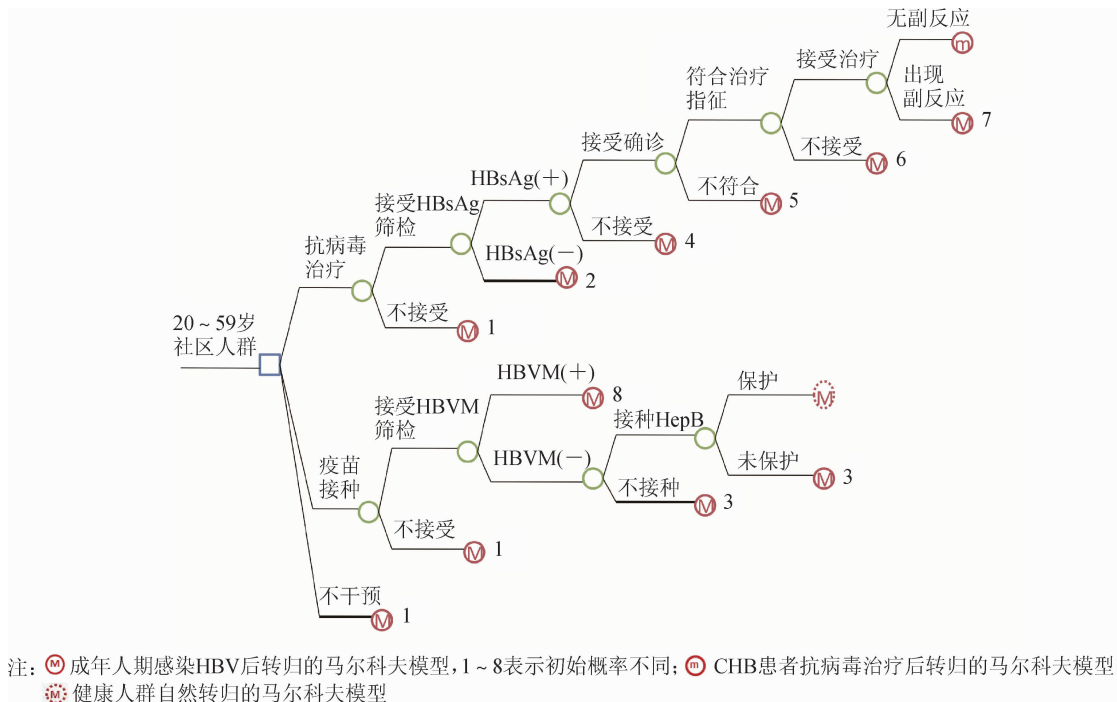 无副反应
m
接受治疗
出现
副反应
M 7
符合治疗
指征
不接受
M 6
接受确诊
不符合
M 5
HBsAg(+)
不接受
M 4
接受HBsAg
筛检
HBsAg(-)
M 2
抗病毒
治疗
不接受
M 1
20~59岁
社区人群
HBVM(+)
M 8
保护
M
接受HBVM
筛检
接种HepB
HBVM(-)
未保护
M 3
疫苗
接种
不接种
M 3
不接受
M 1
不干预
M 1
注: M 成年人期感染HBV后转归的马尔科夫模型,1~8表示初始概率不同; m CHB患者抗病毒治疗后转归的马尔科夫模型
M 健康人群自然转归的马尔科夫模型